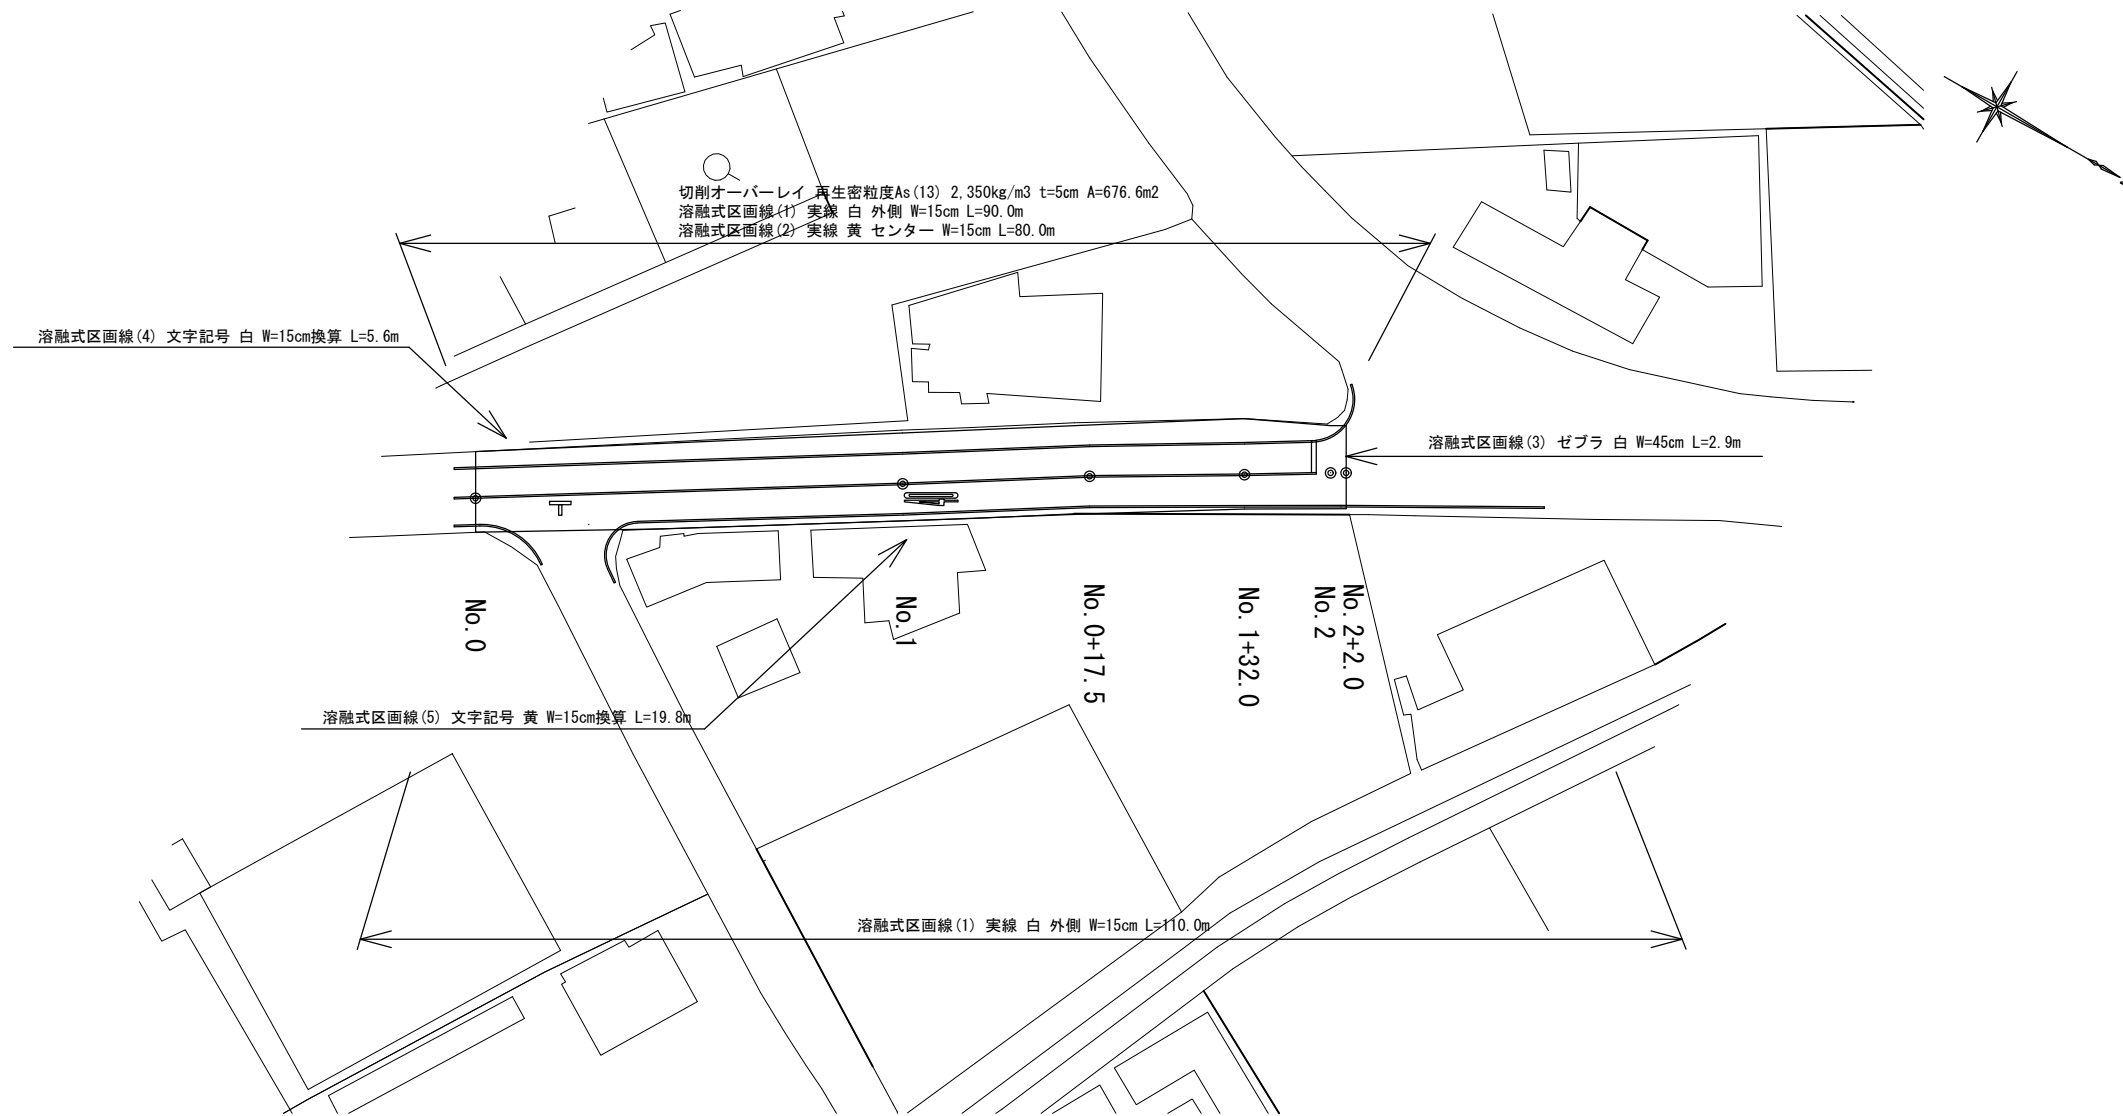 切削オーバーレイ 再生密粒度As(13) 2,350kg/m3 t=5cm A=676.6m2
溶融式区画線(1) 実線 白 外側 W=15cm L=90.0m
溶融式区画線(2) 実線 黄 センター W=15cm L=80.0m
溶融式区画線(4) 文字記号 白 W=15cm換算 L=5.6m
溶融式区画線(3) ゼブラ 白 W=45cm L=2.9m
No.0
No.1
No.0+17.5
No.1+32.0
No.2
No.2+2.0
溶融式区画線(5) 文字記号 黄 W=15cm換算 L=19.8m
溶融式区画線(1) 実線 白 外側 W=15cm L=110.0m